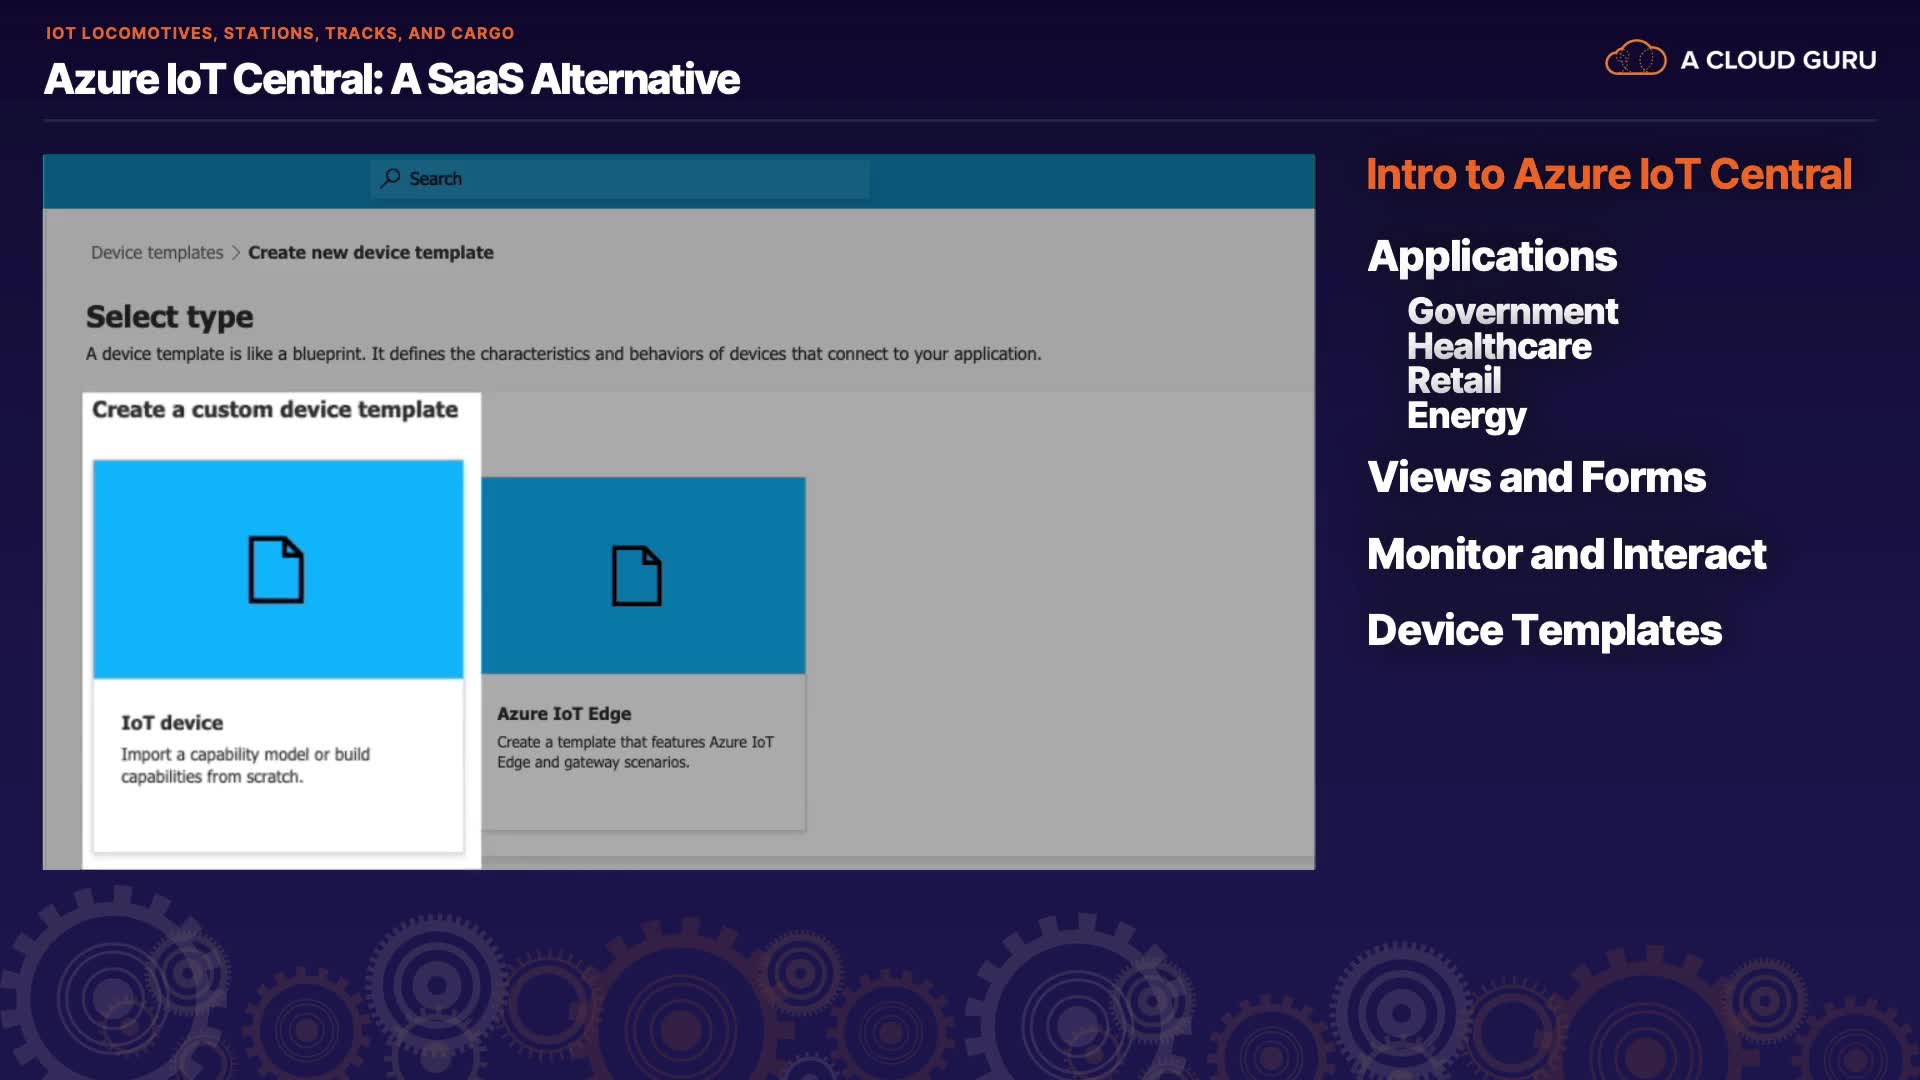 IOT LOCOMOTIVES, STATIONS, TRACKS, AND CARGO
Azure IoT Central: A SaaS Alternative
A CLOUD GURU
Search
Device templates > Create new device template
Select type
A device template is like a blueprint. It defines the characteristics and behaviors of devices that connect to your application.
Create a custom device template
IoT device
Import a capability model or build
capabilities from scratch.
Azure IoT Edge
Create a template that features Azure IoT
Edge and gateway scenarios.
Intro to Azure IoT Central
Applications
Government
Healthcare
Retail
Energy
Views and Forms
Monitor and Interact
Device Templates